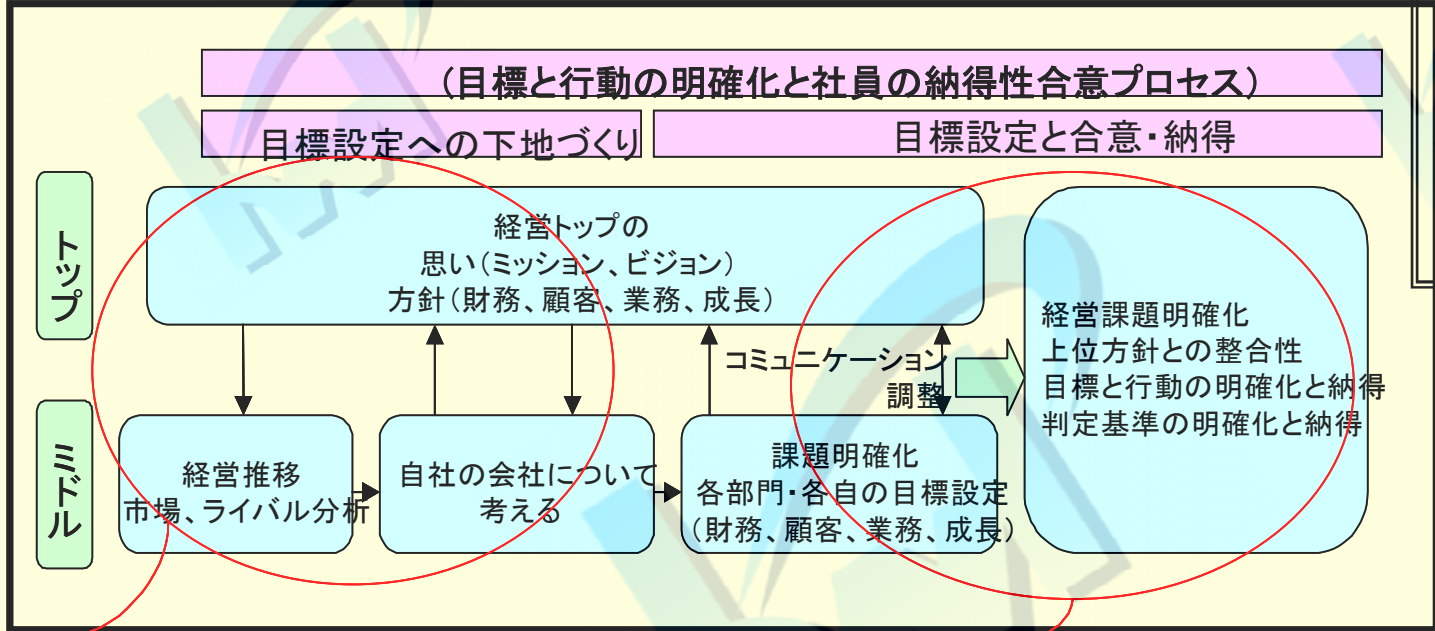 (目標と行動の明確化と社員の納得性合意プロセス)
目標設定への下地づくり
目標設定と合意・納得
トップ
経営トップの
思い(ミッション、ビジョン)
方針(財務、顧客、業務、成長)
コミュニケーション
調整
経営課題明確化
上位方針との整合性
目標と行動の明確化と納得
判定基準の明確化と納得
ミドル
経営推移
市場、ライバル分析
自社の会社について
考える
課題明確化
各部門・各自の目標設定
(財務、顧客、業務、成長)